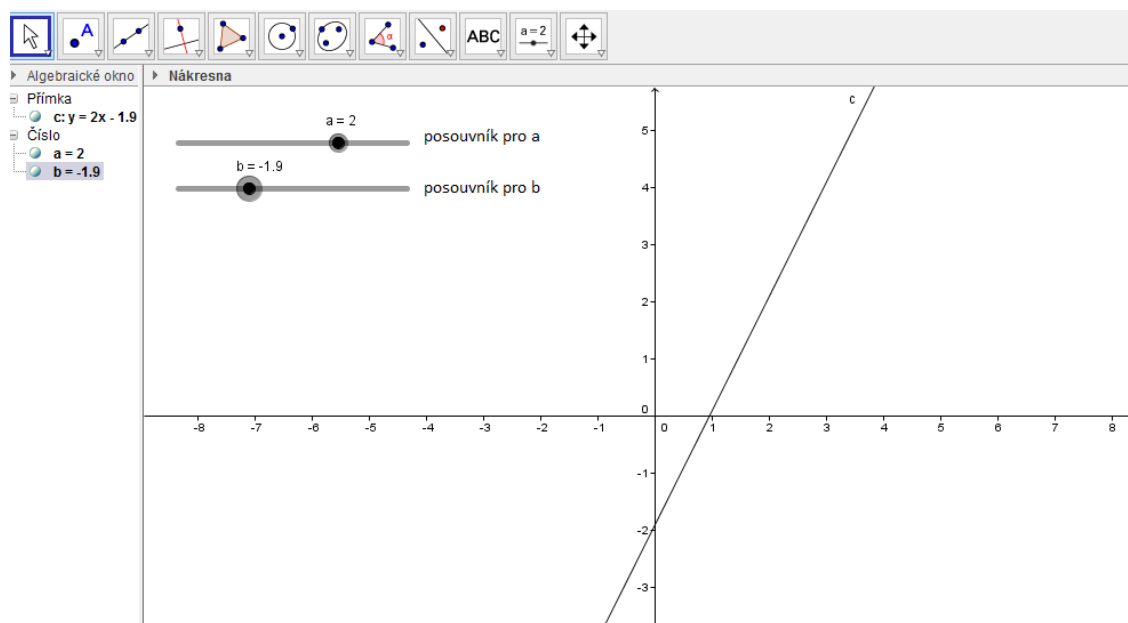 A
α
ABC
a = 2
Algebraické okno
Nákresna
Přímka
c: y = 2x - 1.9
Číslo
a = 2
b = -1.9
a = 2
posouvník pro a
b = -1.9
posouvník pro b
c
5
4
3
2
1
0
-8 -7 -6 -5 -4 -3 -2 -1 0 1 2 3 4 5 6 7 8
-1
-2
-3